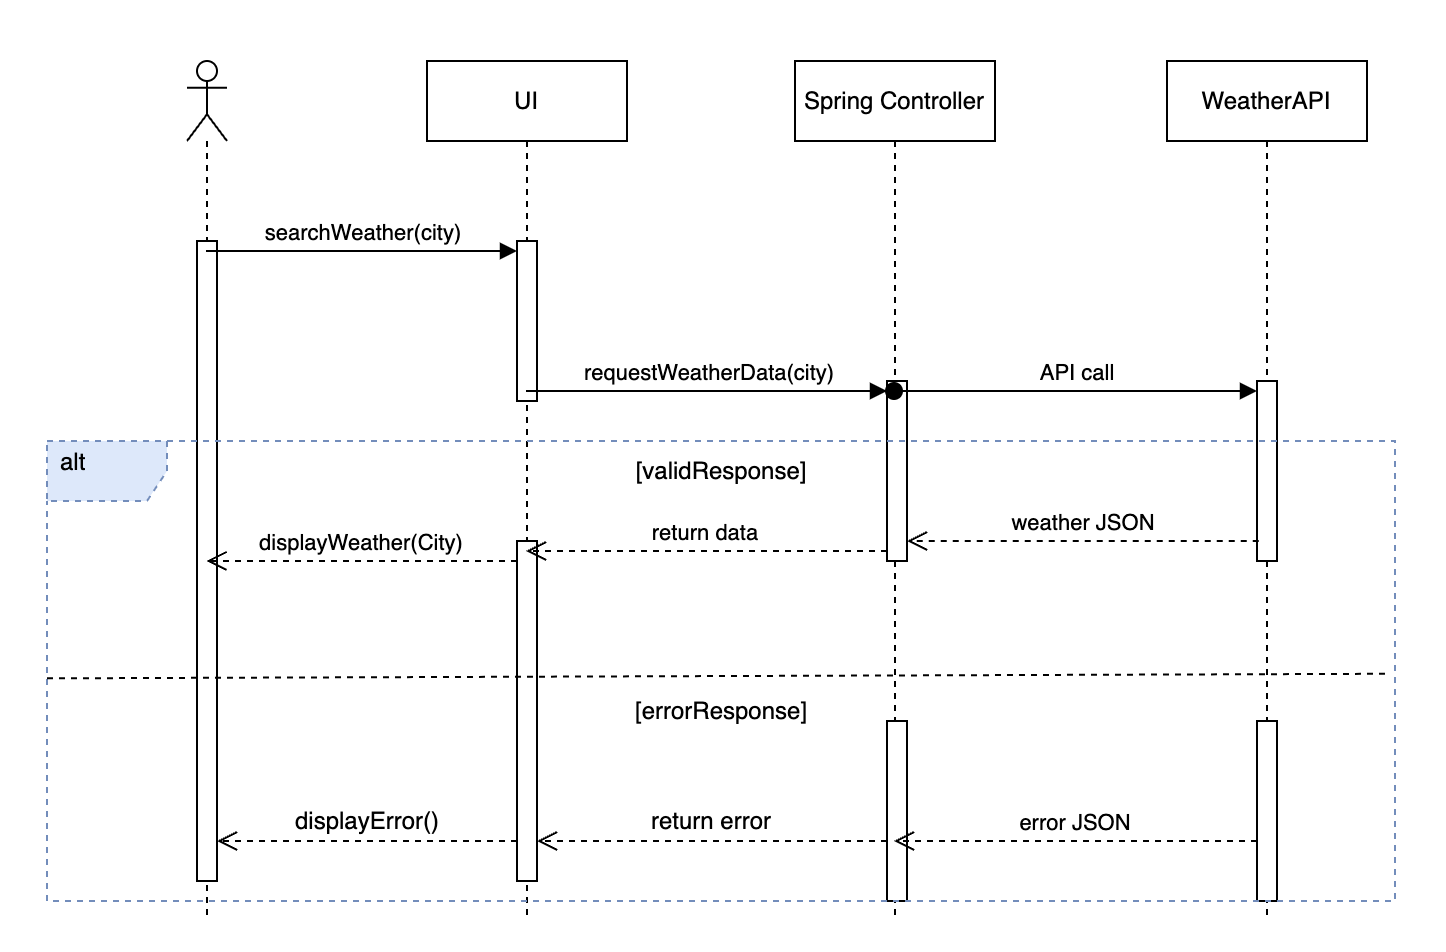 UI
Spring Controller
WeatherAPI
searchWeather(city)
requestWeatherData(city)
API call
alt
[validResponse]
weather JSON
return data
displayWeather(City)
[errorResponse]
displayError()
return error
error JSON